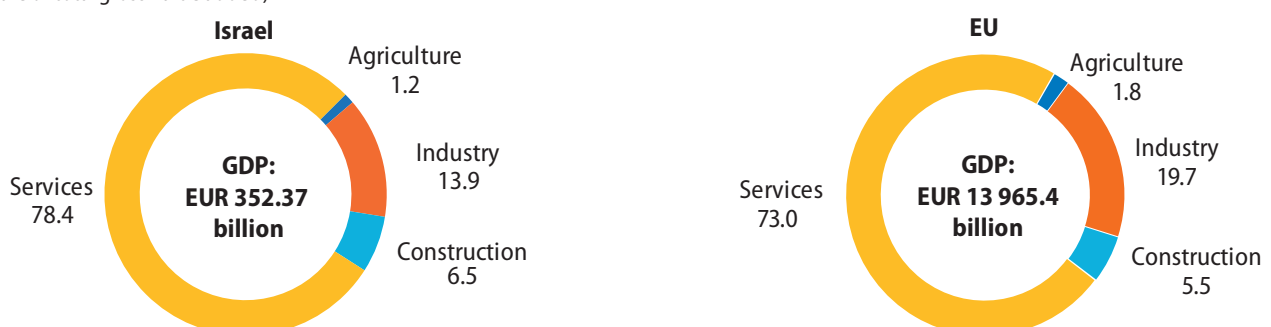 Israel
Agriculture
1.2
Industry
13.9
Construction
6.5
Services
78.4
GDP:
EUR 352.37
billion
EU
Agriculture
1.8
Industry
19.7
Construction
5.5
Services
73.0
GDP:
EUR 13 965.4
billion